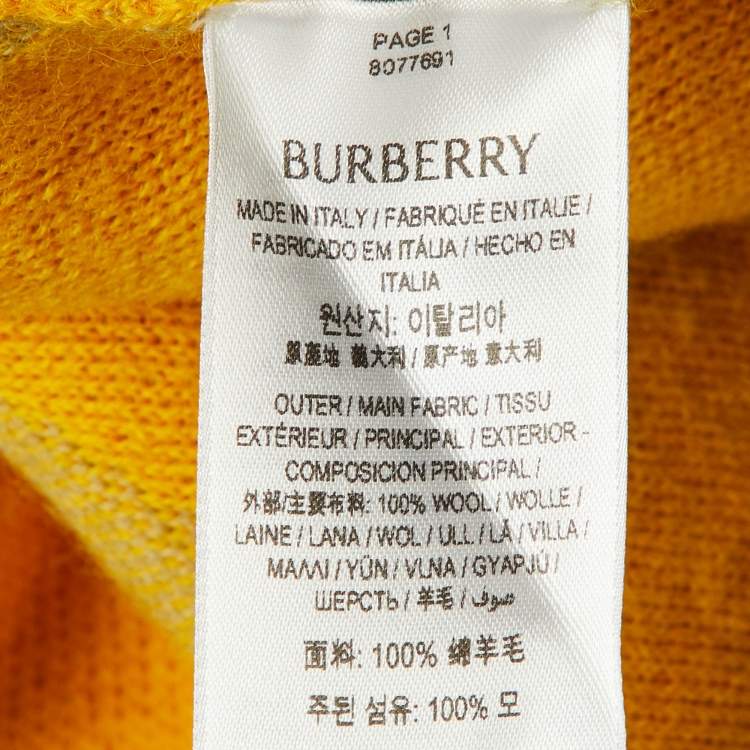 PAGE 1
8077691
BURBERRY
MADE IN ITALY / FABRIQUÉ EN ITALIE /
FABRICADO EM ITÁLIA / HECHO EN
ITALIA
원산지: 이탈리아
原產地 義大利 / 原产地 意大利
OUTER / MAIN FABRIC / TISSU
EXTÉRIEUR / PRINCIPAL / EXTERIOR -
COMPOSICION PRINCIPAL /
外部/主要布料: 100% WOOL / WOLLE /
LAINE / LANA / WOL / ULL / LÃ / VILLA /
ΜΑΛΛΙ / YÜN / VLNA / GYAPJÚ /
ШЕРСТЬ / 羊毛 / صوف /
面料: 100% 绵羊毛
주된 섬유: 100% 모